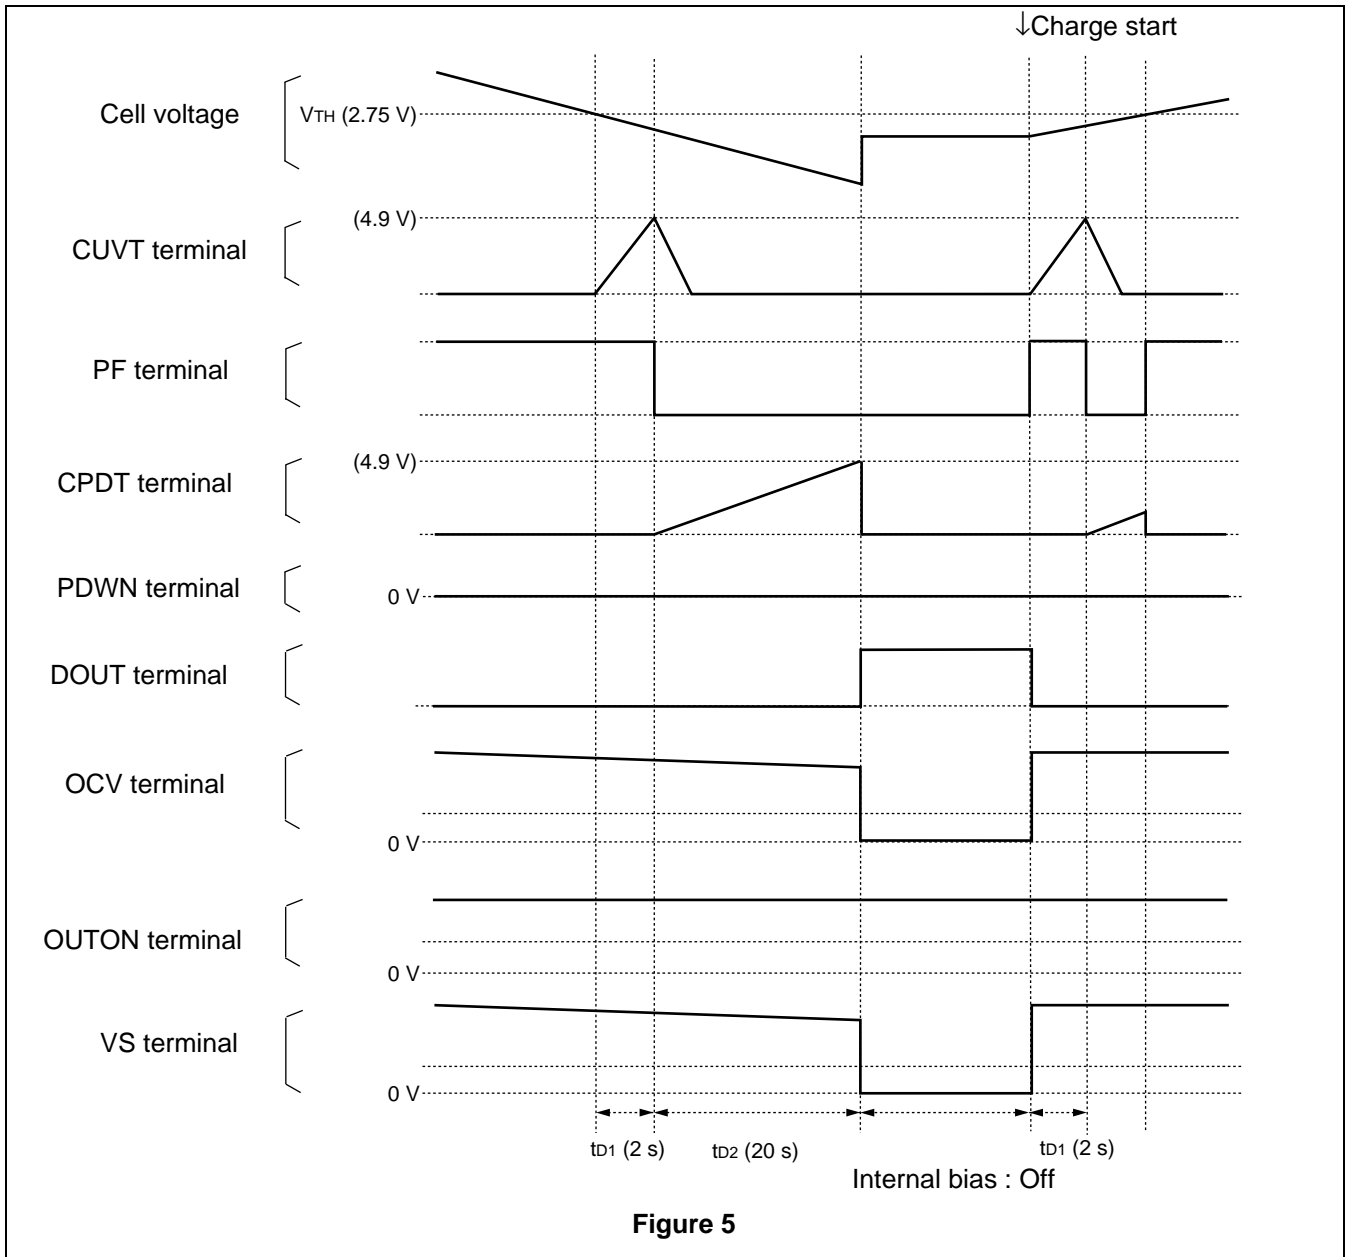 ↓Charge start
Cell voltage
VTH (2.75 V)
(4.9 V)
CUVT terminal
PF terminal
(4.9 V)
CPDT terminal
PDWN terminal
0 V
DOUT terminal
OCV terminal
0 V
OUTON terminal
0 V
VS terminal
0 V
tD1 (2 s) tD2 (20 s) tD1 (2 s)
Internal bias : Off
Figure 5